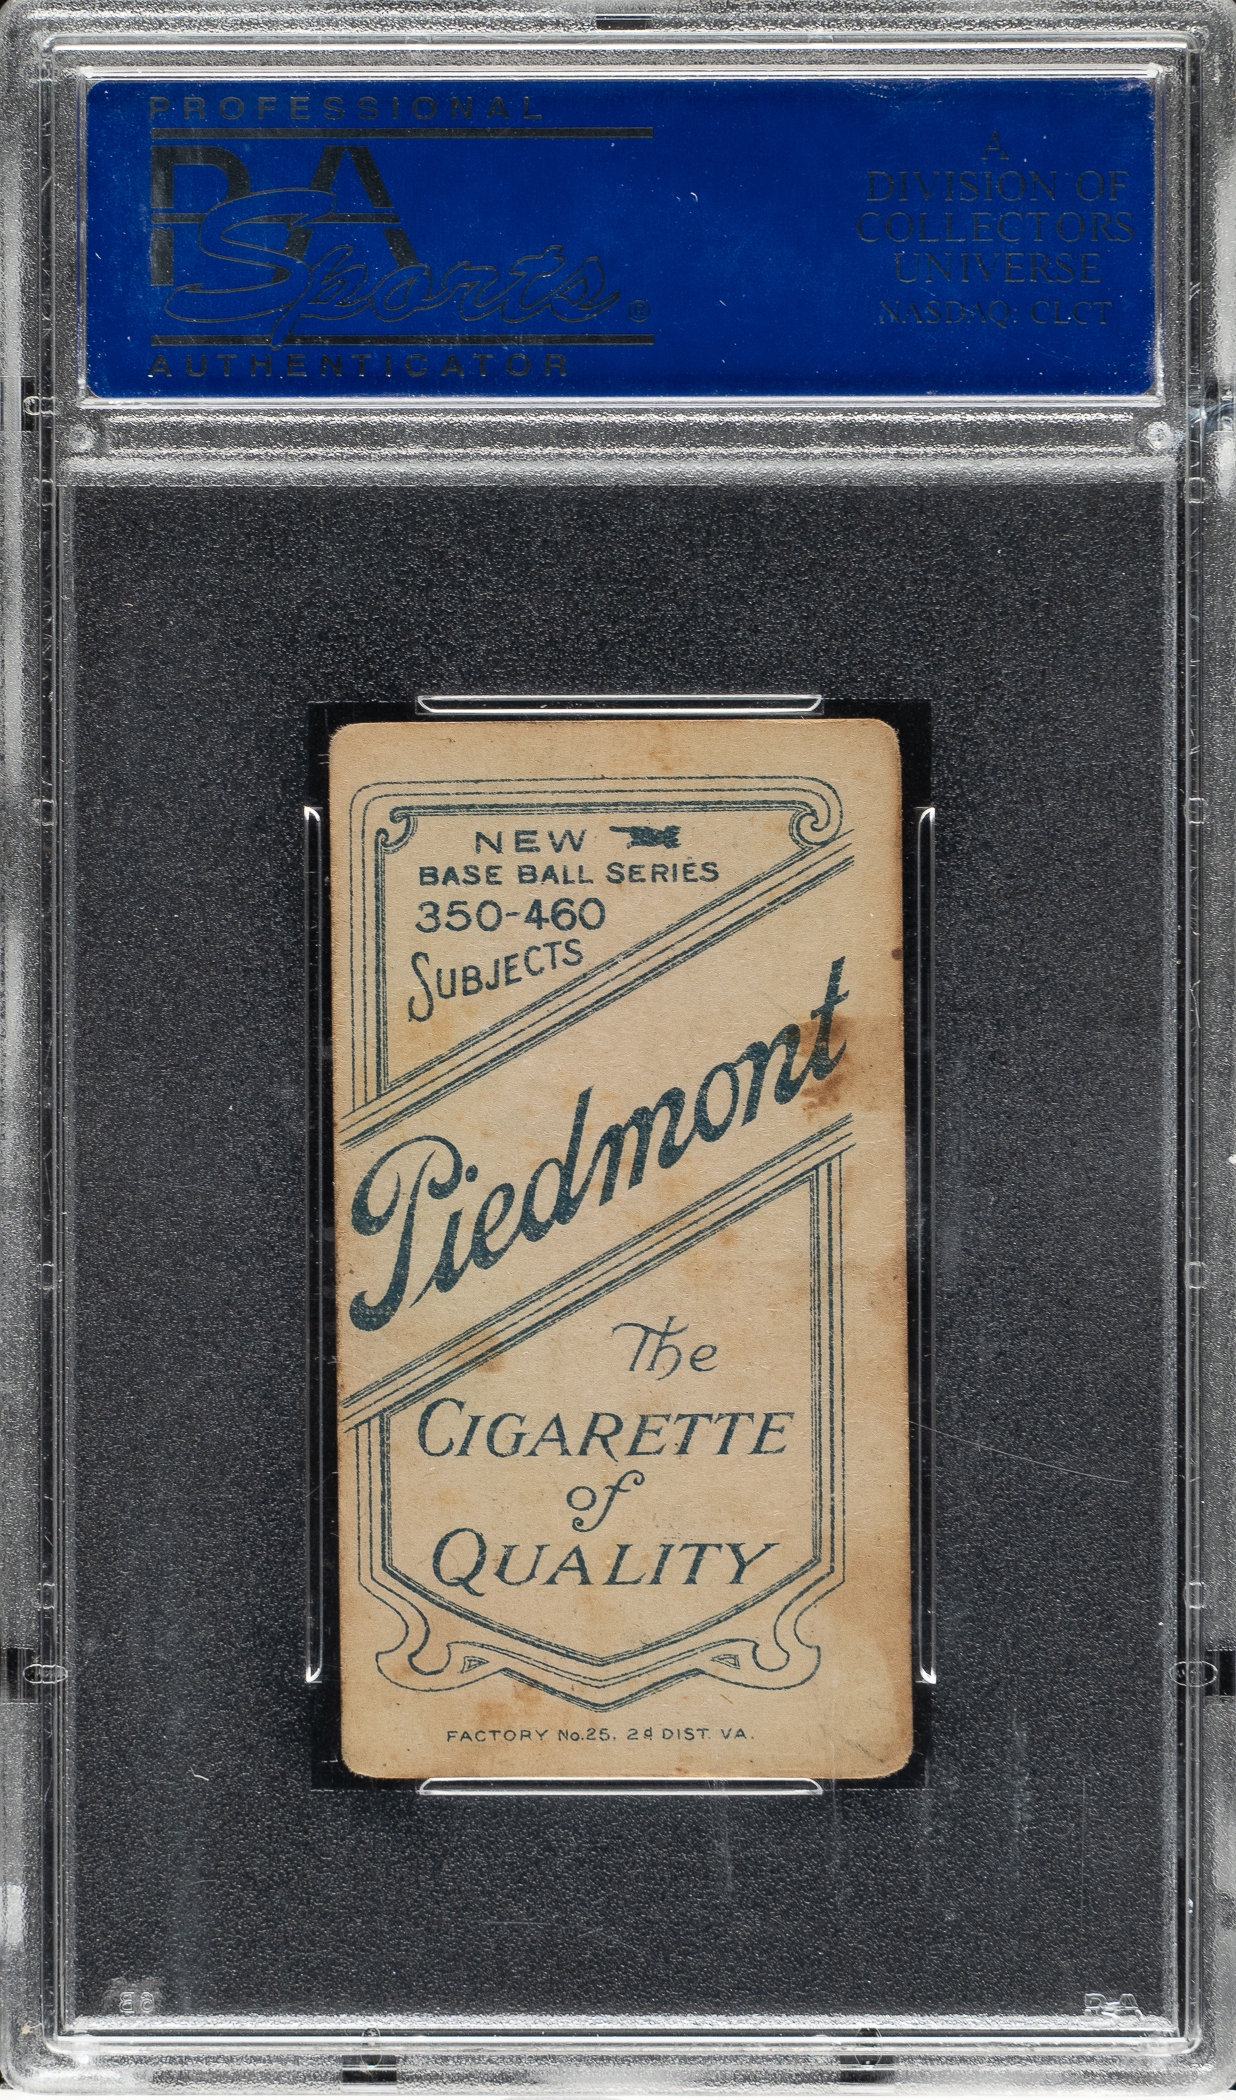 PROFESSIONAL
PSA
Sports®
AUTHENTICATOR
A
DIVISION OF
COLLECTORS
UNIVERSE
NASDAQ: CLCT
NEW
BASE BALL SERIES
350-460
SUBJECTS
Piedmont
The
CIGARETTE
of
QUALITY
FACTORY No.25, 2d DIST. VA.
PSA